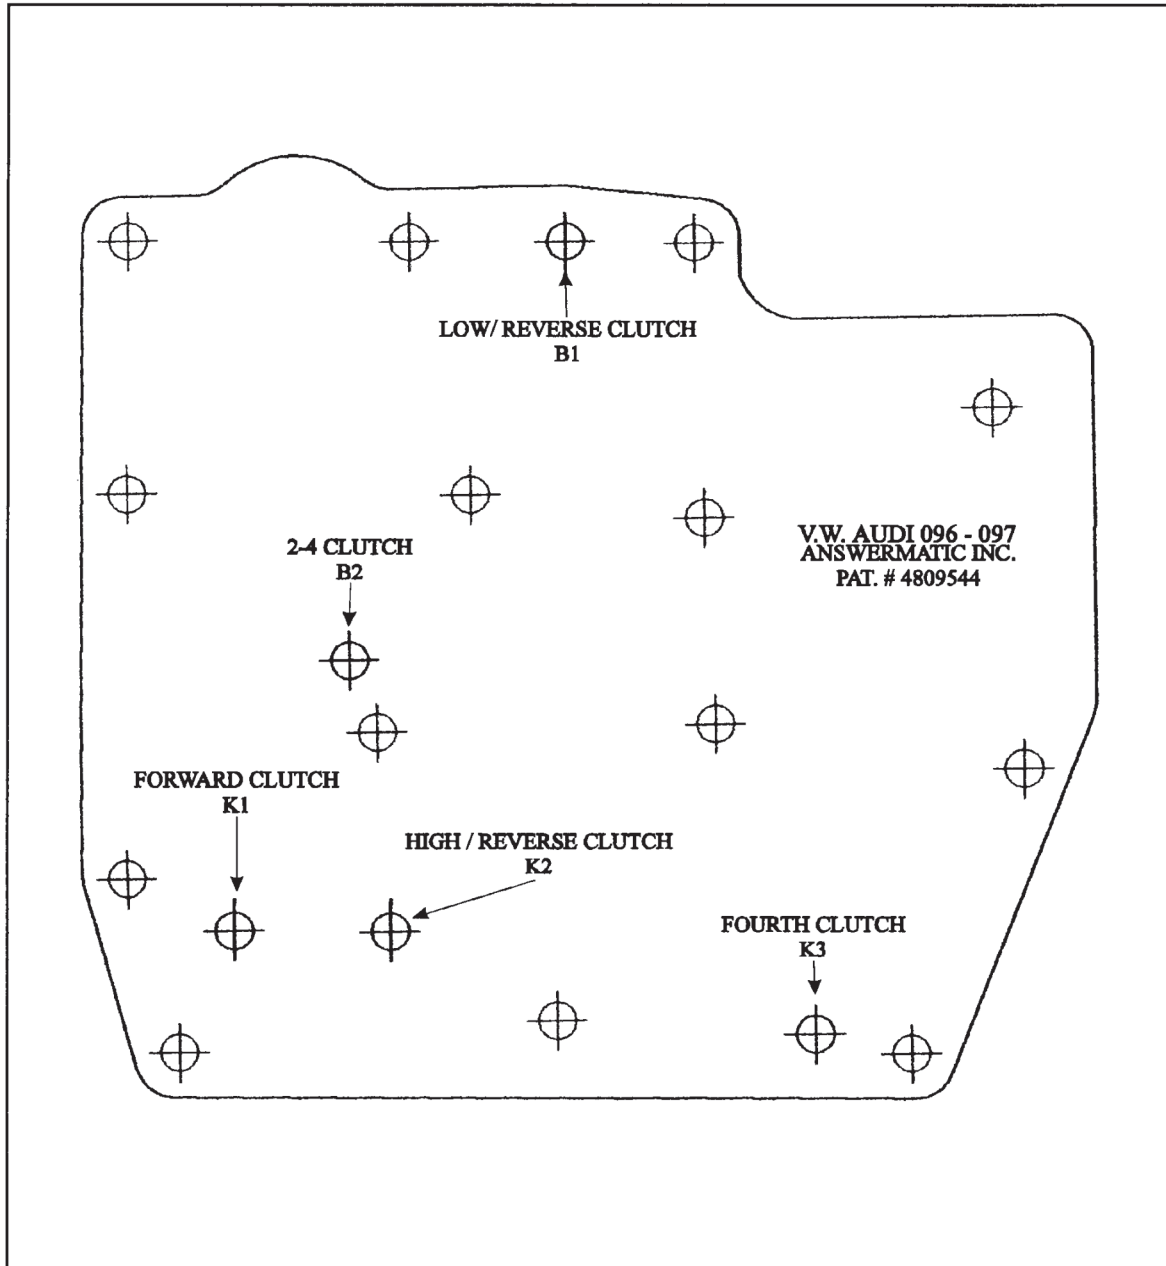 LOW/ REVERSE CLUTCH
B1
V.W. AUDI 096 - 097
ANSWERMATIC INC.
PAT. # 4809544
2-4 CLUTCH
B2
FORWARD CLUTCH
K1
HIGH / REVERSE CLUTCH
K2
FOURTH CLUTCH
K3